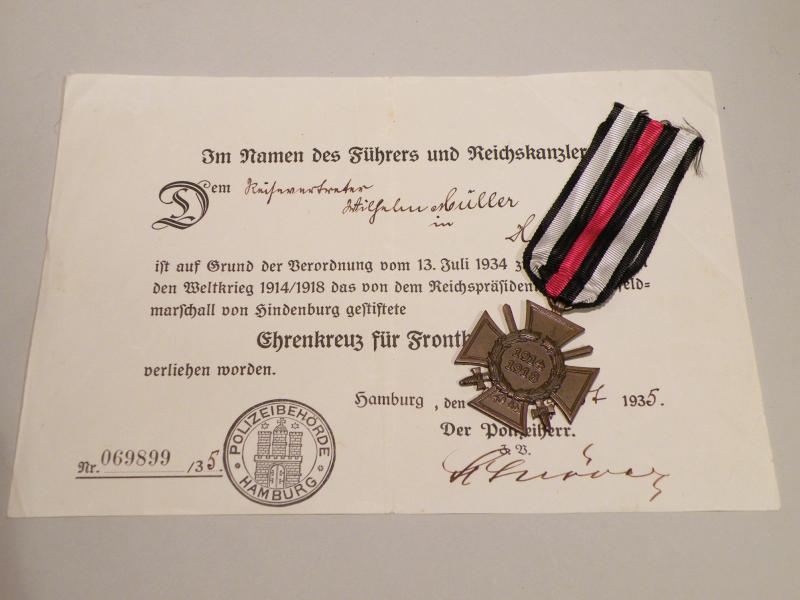 Im Namen des Führers und Reichskanzlers
Dem Reisevertreter
Wilhelm Müller
in
ist auf Grund der Verordnung vom 13. Juli 1934
den Weltkrieg 1914/1918 das von dem Reichspräsidenten
marschall von Hindenburg gestiftete
Ehrenkreuz für
verliehen worden.
Hamburg, den 1935.
Der Polizeiherr.
I. V.
Nr. 069899 /35.
POLIZEIBEHÖRDE
HAMBURG
1914
1918